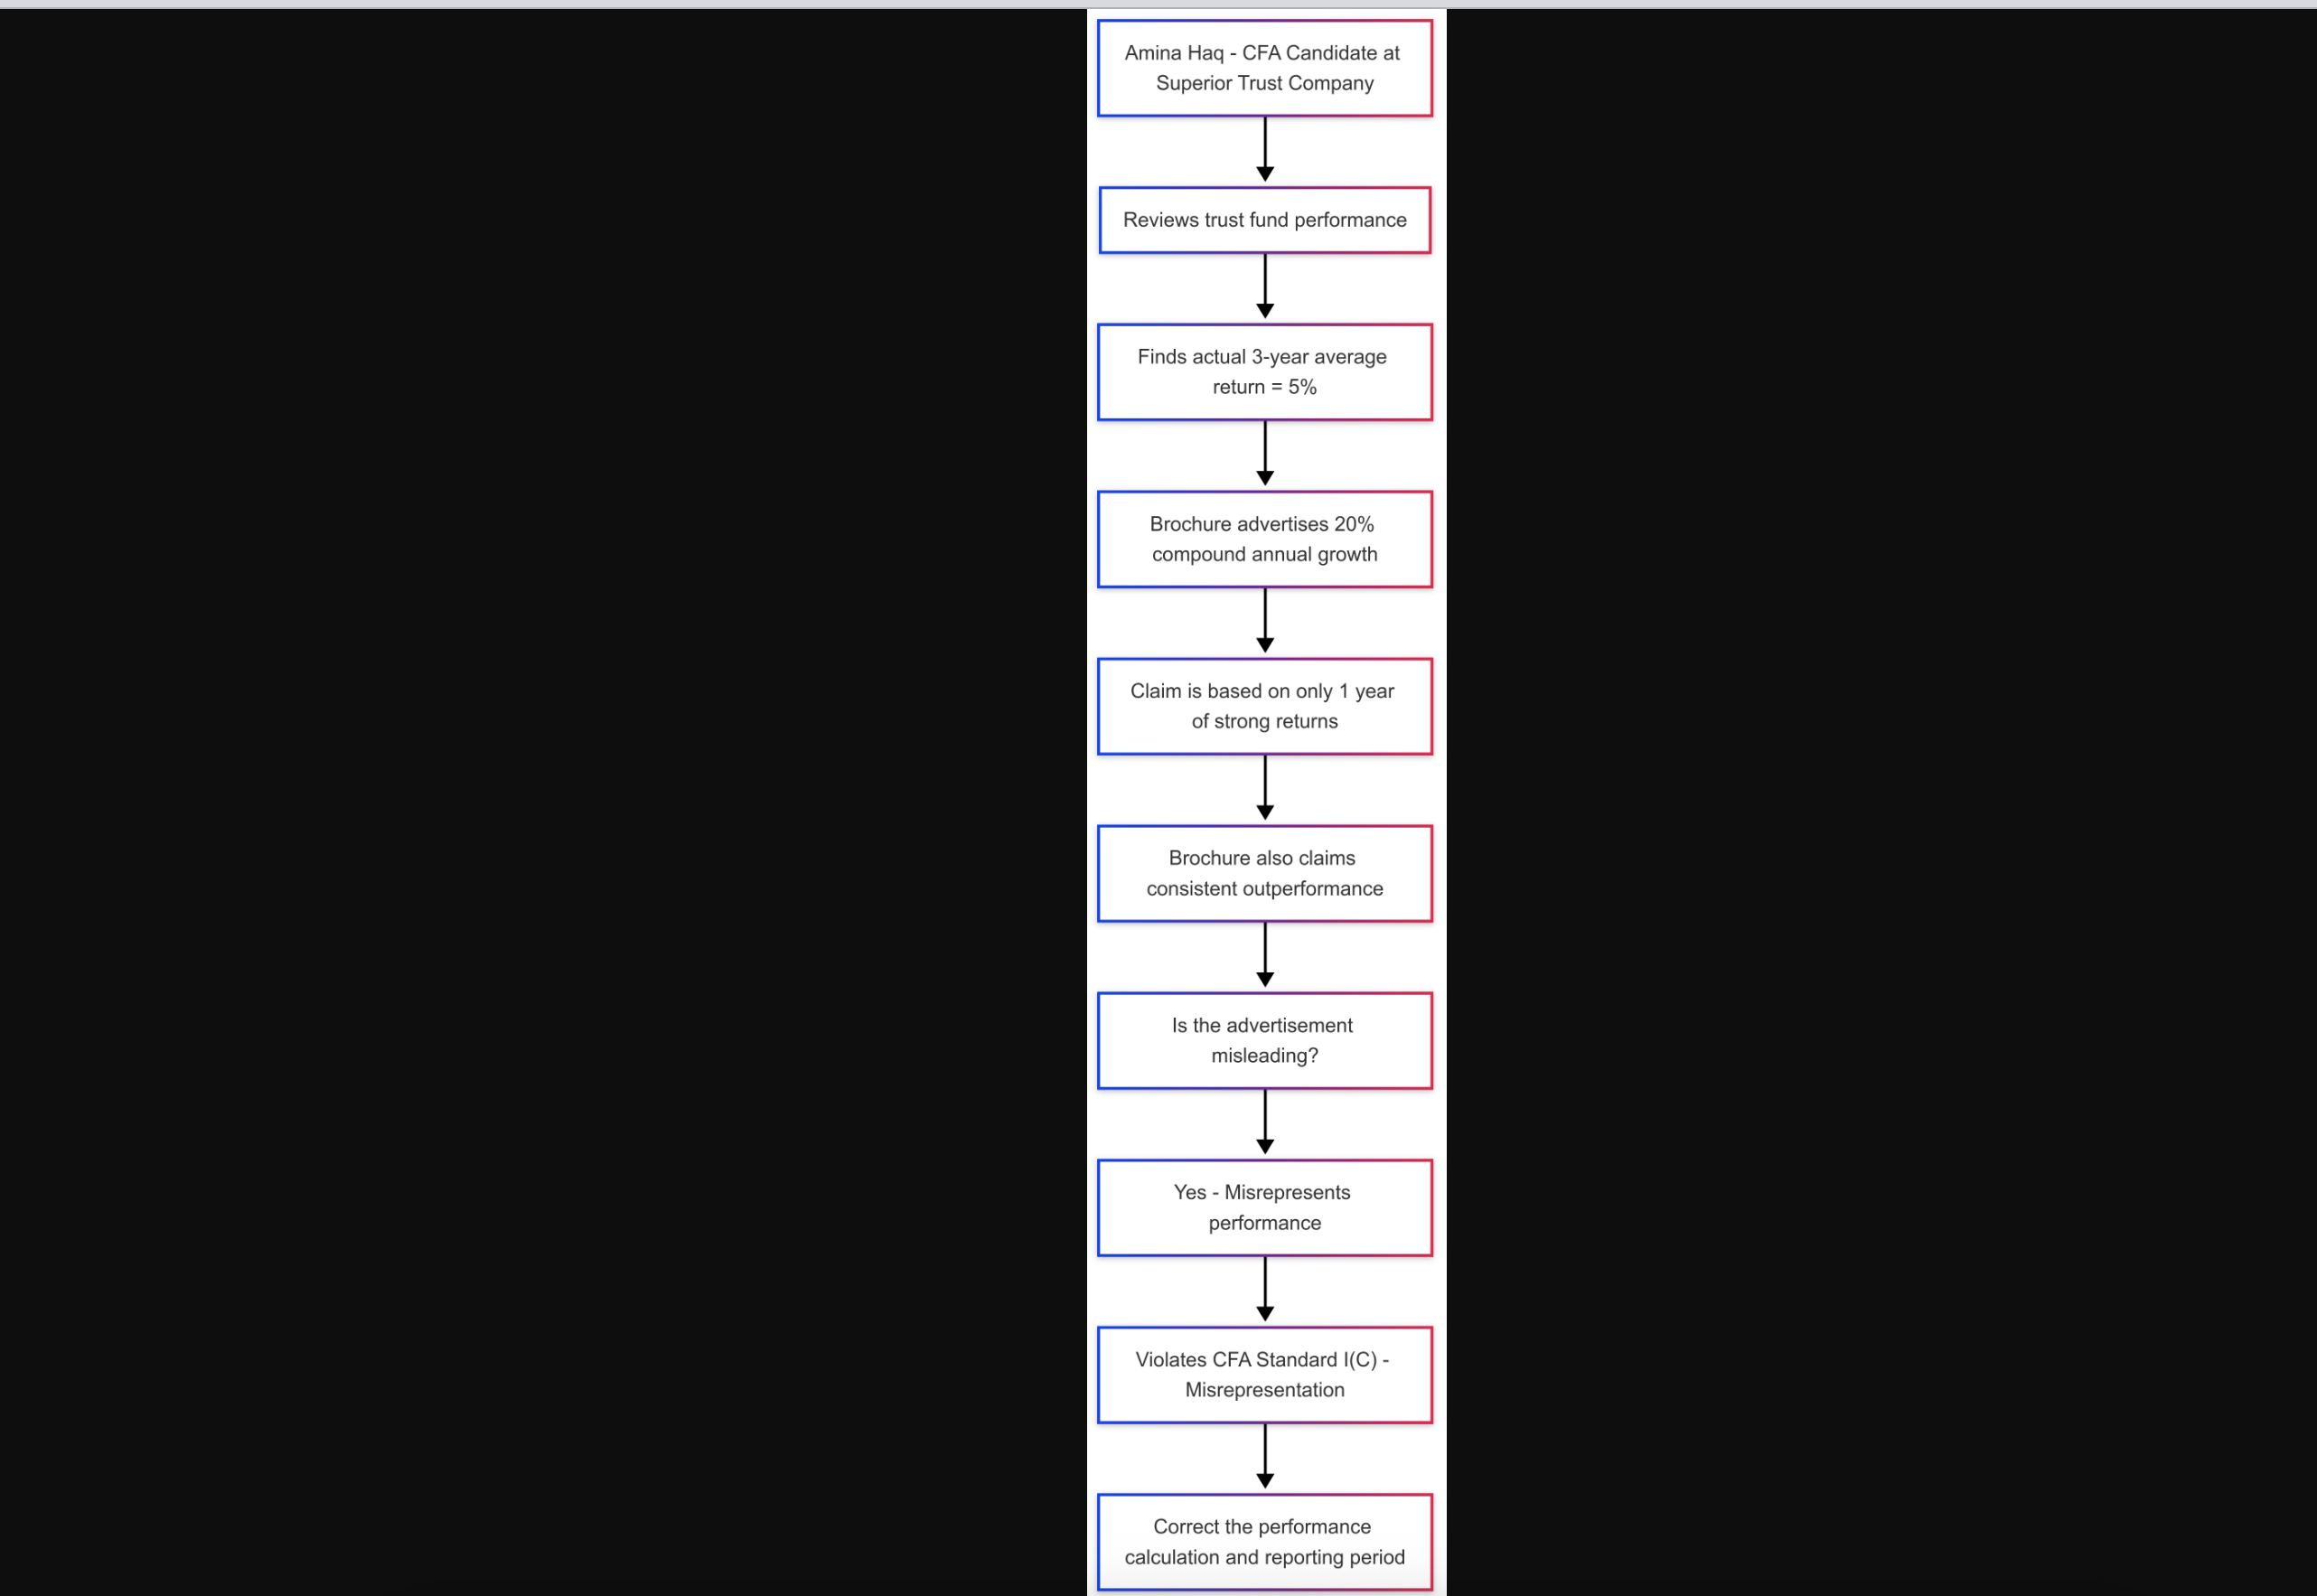 Amina Haq - CFA Candidate at
Superior Trust Company
Reviews trust fund performance
Finds actual 3-year average
return = 5%
Brochure advertises 20%
compound annual growth
Claim is based on only 1 year
of strong returns
Brochure also claims
consistent outperformance
Is the advertisement
misleading?
Yes - Misrepresents
performance
Violates CFA Standard I(C) -
Misrepresentation
Correct the performance
calculation and reporting period